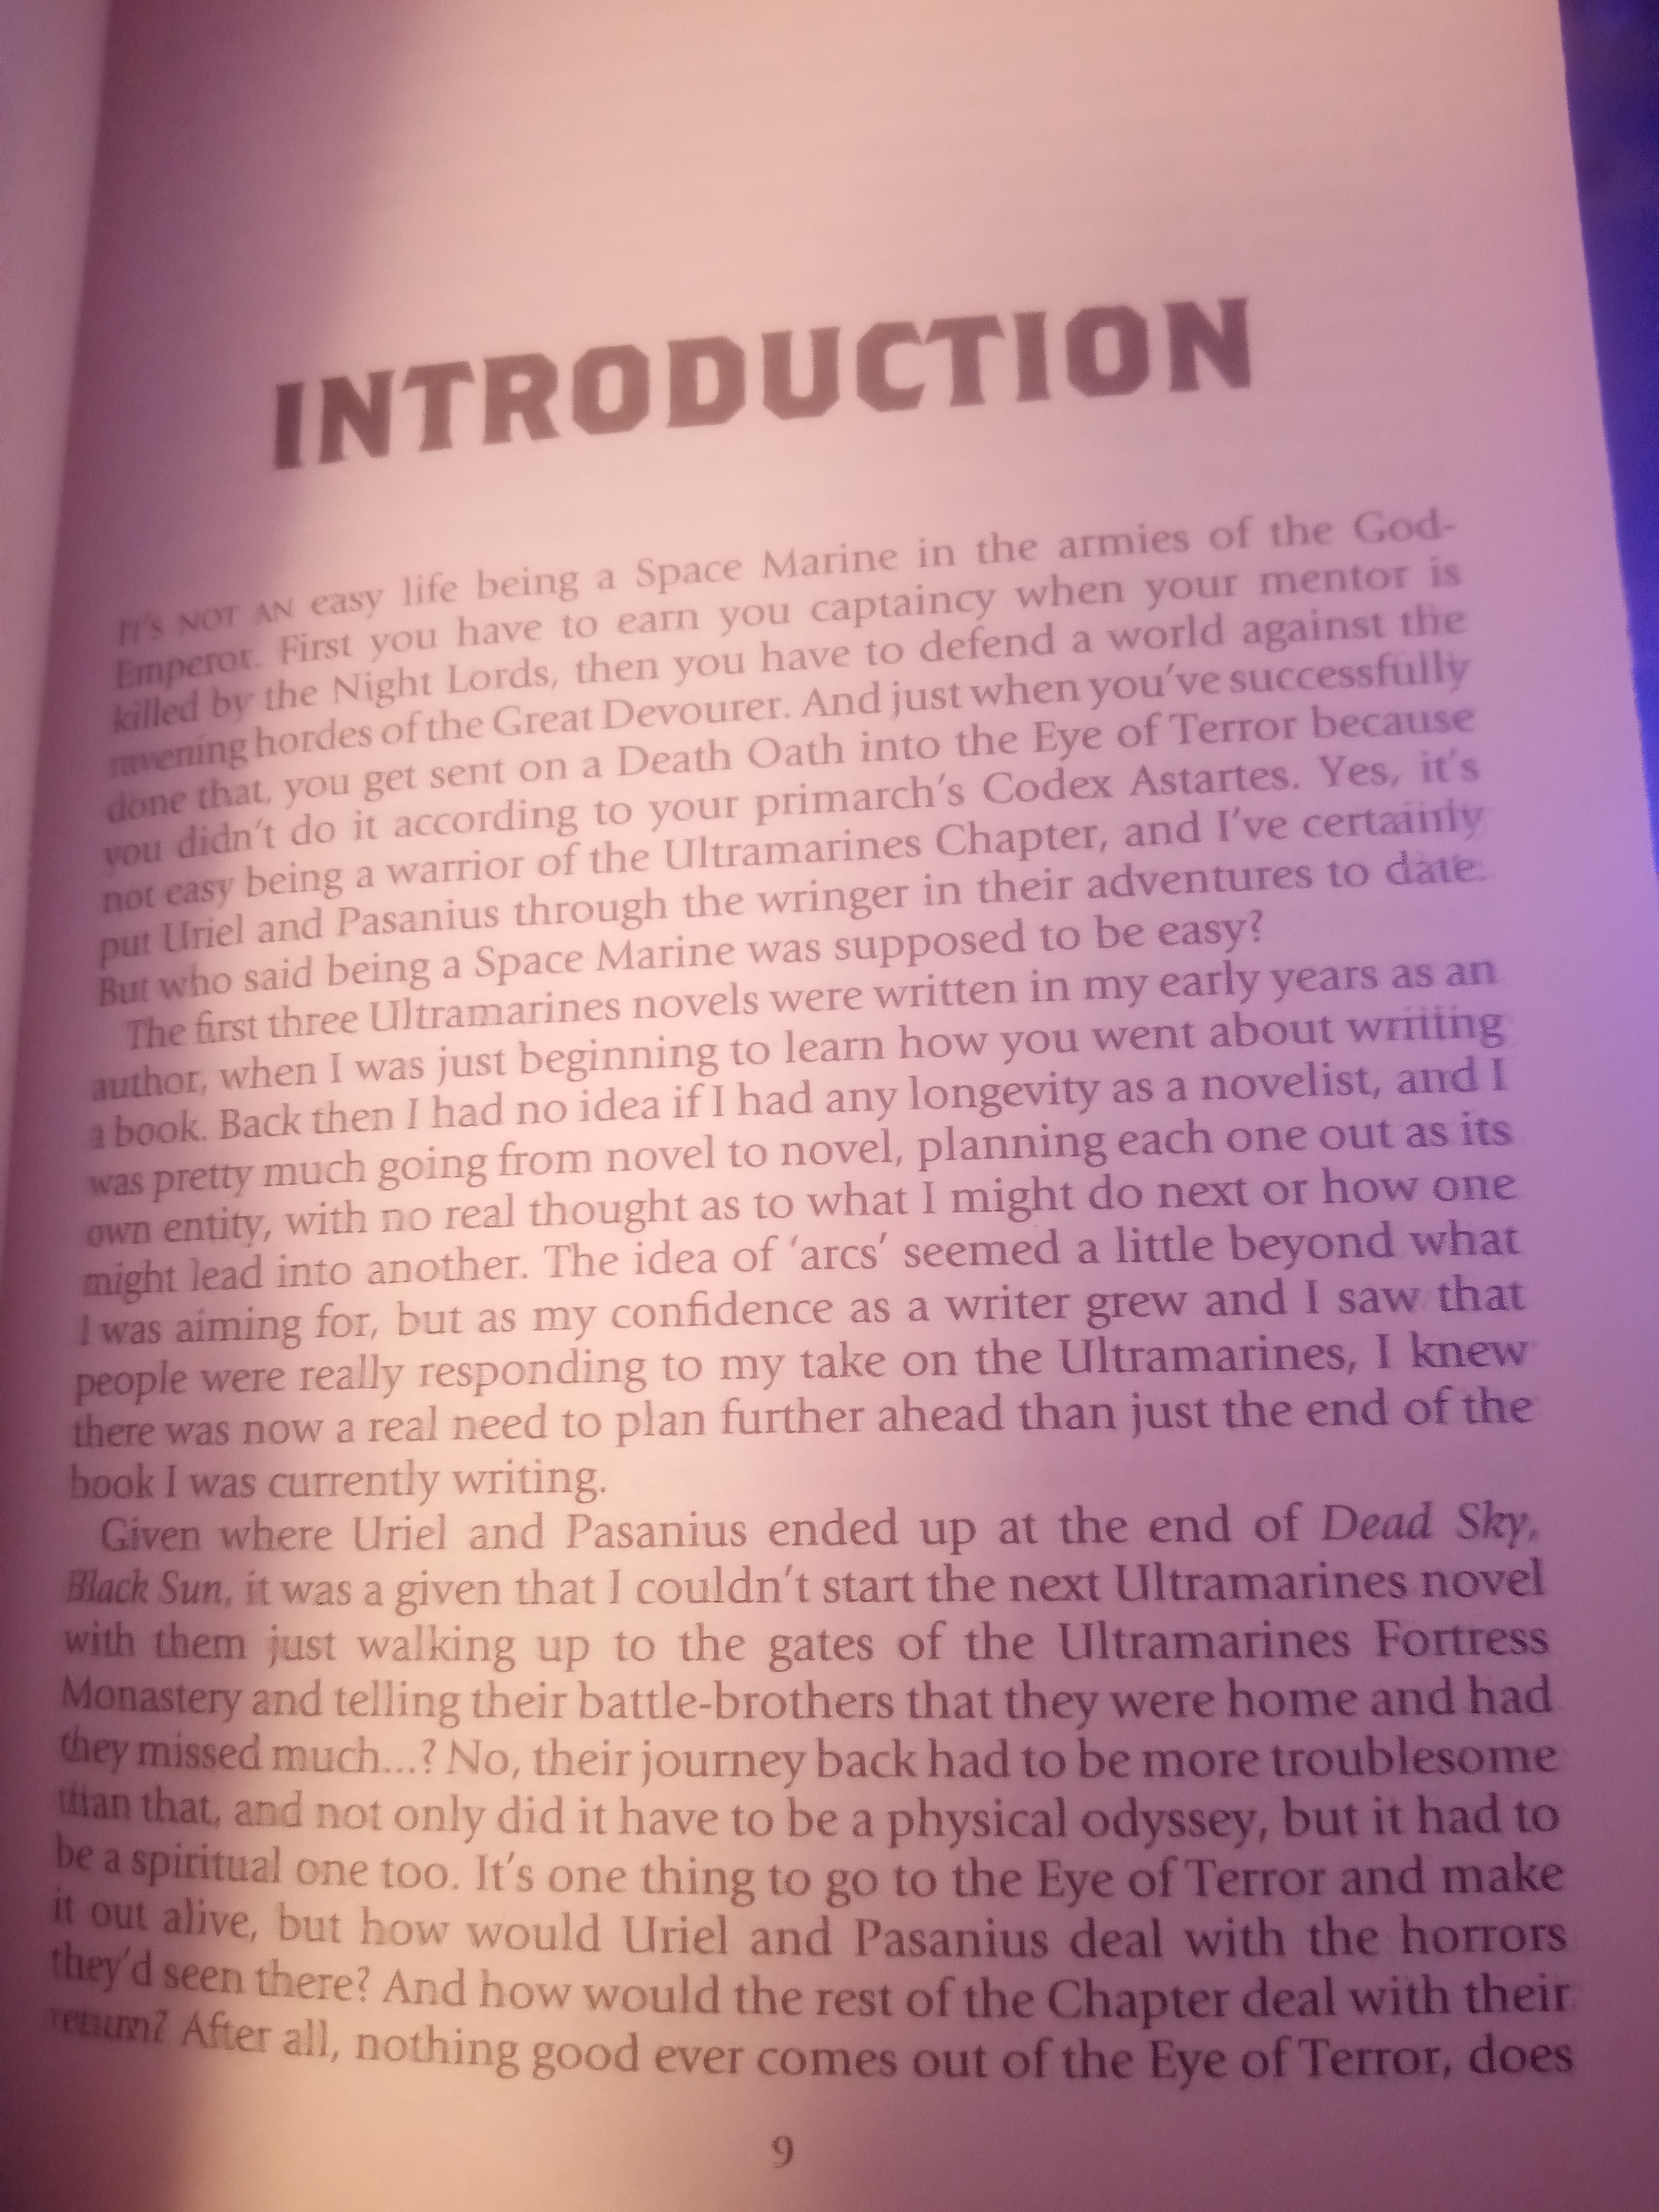 INTRODUCTION
IT'S NOT AN easy life being a Space Marine in the armies of the God-
Emperor. First you have to earn you captaincy when your mentor is
killed by the Night Lords, then you have to defend a world against the
ravening hordes of the Great Devourer. And just when you've successfully
done that, you get sent on a Death Oath into the Eye of Terror because
you didn't do it according to your primarch's Codex Astartes. Yes, it's
not easy being a warrior of the Ultramarines Chapter, and I've certainly
put Uriel and Pasanius through the wringer in their adventures to date.
But who said being a Space Marine was supposed to be easy?
The first three Ultramarines novels were written in my early years as an
author, when I was just beginning to learn how you went about writing
a book. Back then I had no idea if I had any longevity as a novelist, and I
was pretty much going from novel to novel, planning each one out as its
own entity, with no real thought as to what I might do next or how one
might lead into another. The idea of 'arcs' seemed a little beyond what
I was aiming for, but as my confidence as a writer grew and I saw that
people were really responding to my take on the Ultramarines, I knew
there was now a real need to plan further ahead than just the end of the
book I was currently writing.
Given where Uriel and Pasanius ended up at the end of Dead Sky,
Black Sun, it was a given that I couldn't start the next Ultramarines novel
with them just walking up to the gates of the Ultramarines Fortress
Monastery and telling their battle-brothers that they were home and had
they missed much...? No, their journey back had to be more troublesome
than that, and not only did it have to be a physical odyssey, but it had to
be a spiritual one too. It's one thing to go to the Eye of Terror and make
it out alive, but how would Uriel and Pasanius deal with the horrors
they'd seen there? And how would the rest of the Chapter deal with their
return? After all, nothing good ever comes out of the Eye of Terror, does
9